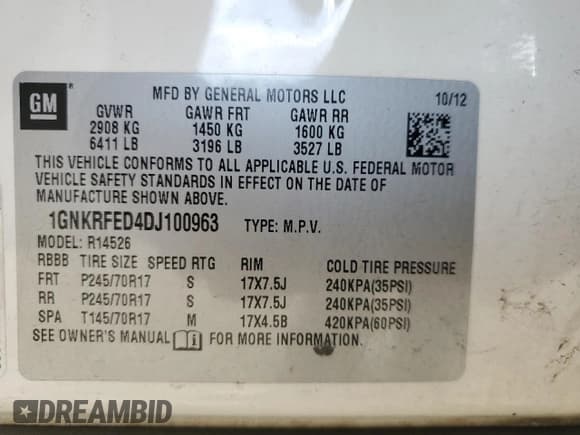 GM
®
MFD BY GENERAL MOTORS LLC 10/12
GVWR GAWR FRT GAWR RR
2908 KG 1450 KG 1600 KG
6411 LB 3196 LB 3527 LB
THIS VEHICLE CONFORMS TO ALL APPLICABLE U.S. FEDERAL MOTOR
VEHICLE SAFETY STANDARDS IN EFFECT ON THE DATE OF
MANUFACTURE SHOWN ABOVE.
1GNKRFED4DJ100963 TYPE: M.P.V.
MODEL: R14526
RBBB TIRE SIZE SPEED RTG RIM COLD TIRE PRESSURE
FRT P245/70R17 S 17X7.5J 240KPA(35PSI)
RR P245/70R17 S 17X7.5J 240KPA(35PSI)
SPA T145/70R17 M 17X4.5B 420KPA(60PSI)
SEE OWNER'S MANUAL FOR MORE INFORMATION.
DREAMBID